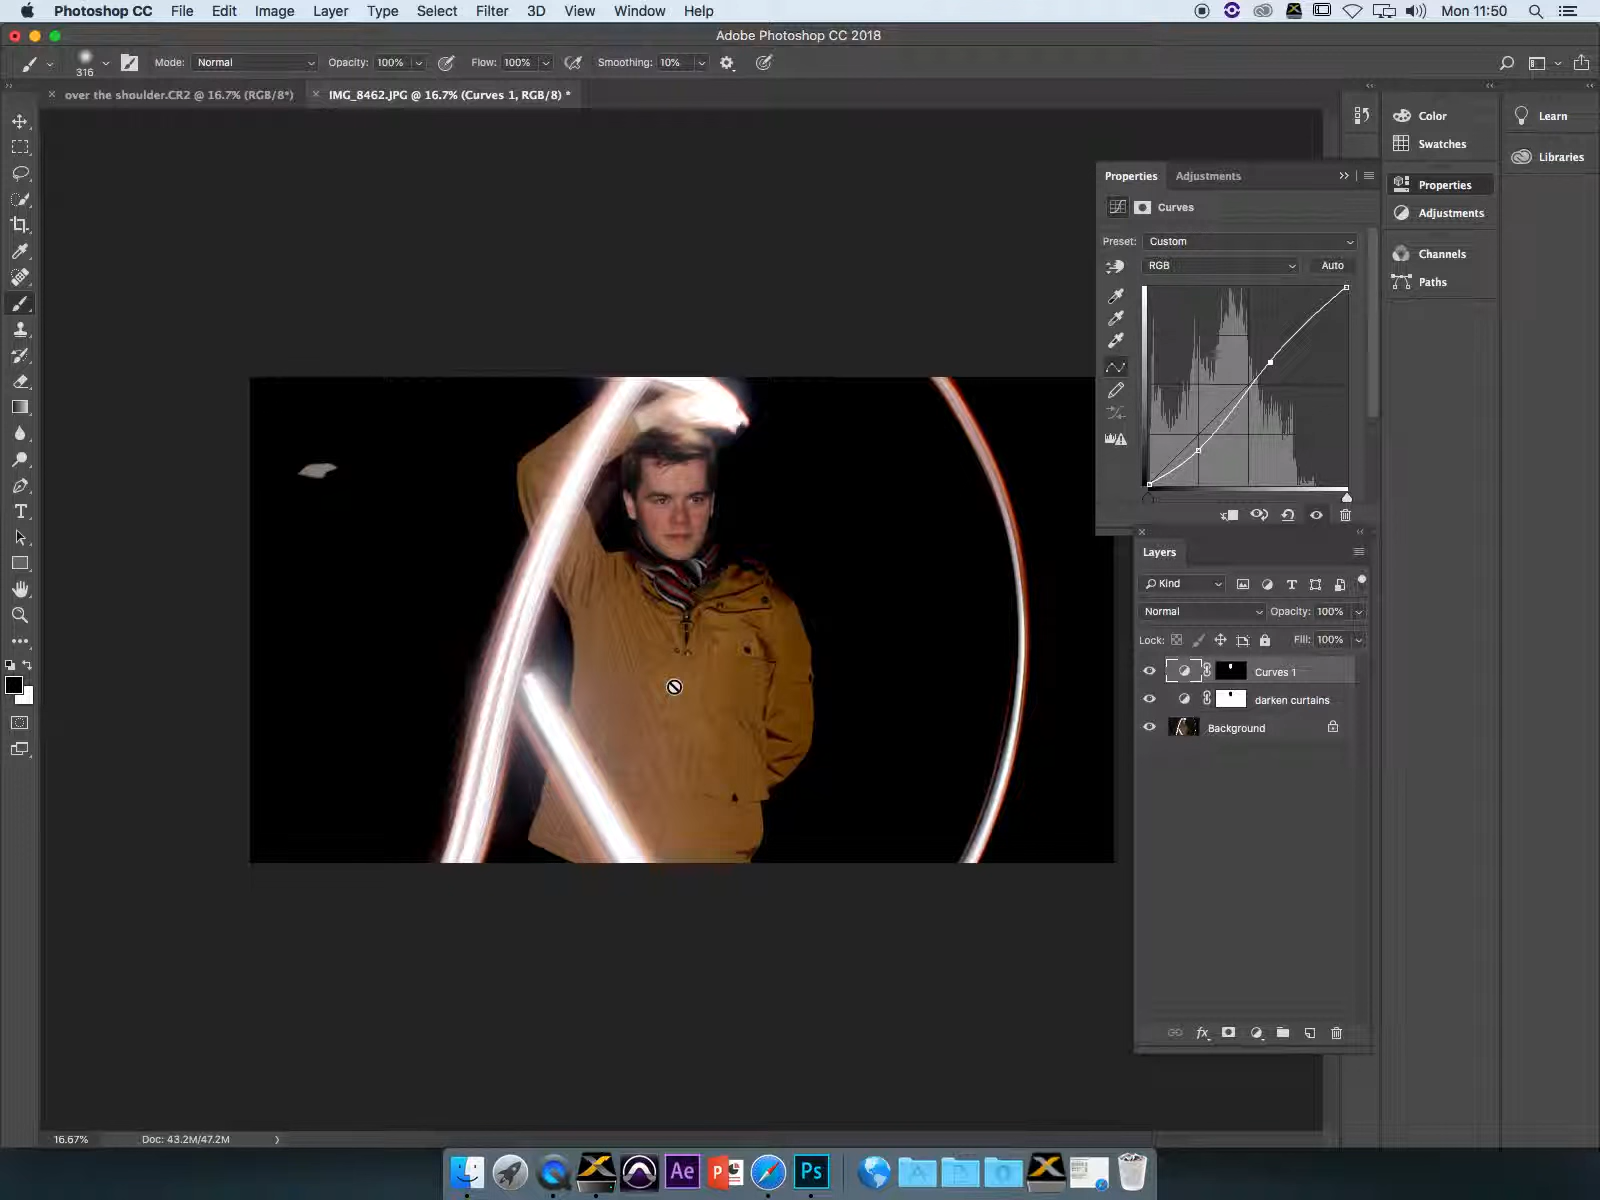 Photoshop CC File Edit Image Layer Type Select Filter 3D View Window Help Mon 11:50
Adobe Photoshop CC 2018
316 Mode: Normal Opacity: 100% Flow: 100% Smoothing: 10%
× over the shoulder.CR2 @ 16.7% (RGB/8*) × IMG_8462.JPG @ 16.7% (Curves 1, RGB/8) *
Color
Swatches
Properties
Adjustments
Channels
Paths
Learn
Libraries
Properties Adjustments
Curves
Preset: Custom
RGB Auto
Layers
Kind
Normal Opacity: 100%
Lock: Fill: 100%
Curves 1
darken curtains
Background
fx
16.67% Doc: 43.2M/47.2M
Ae P Ps